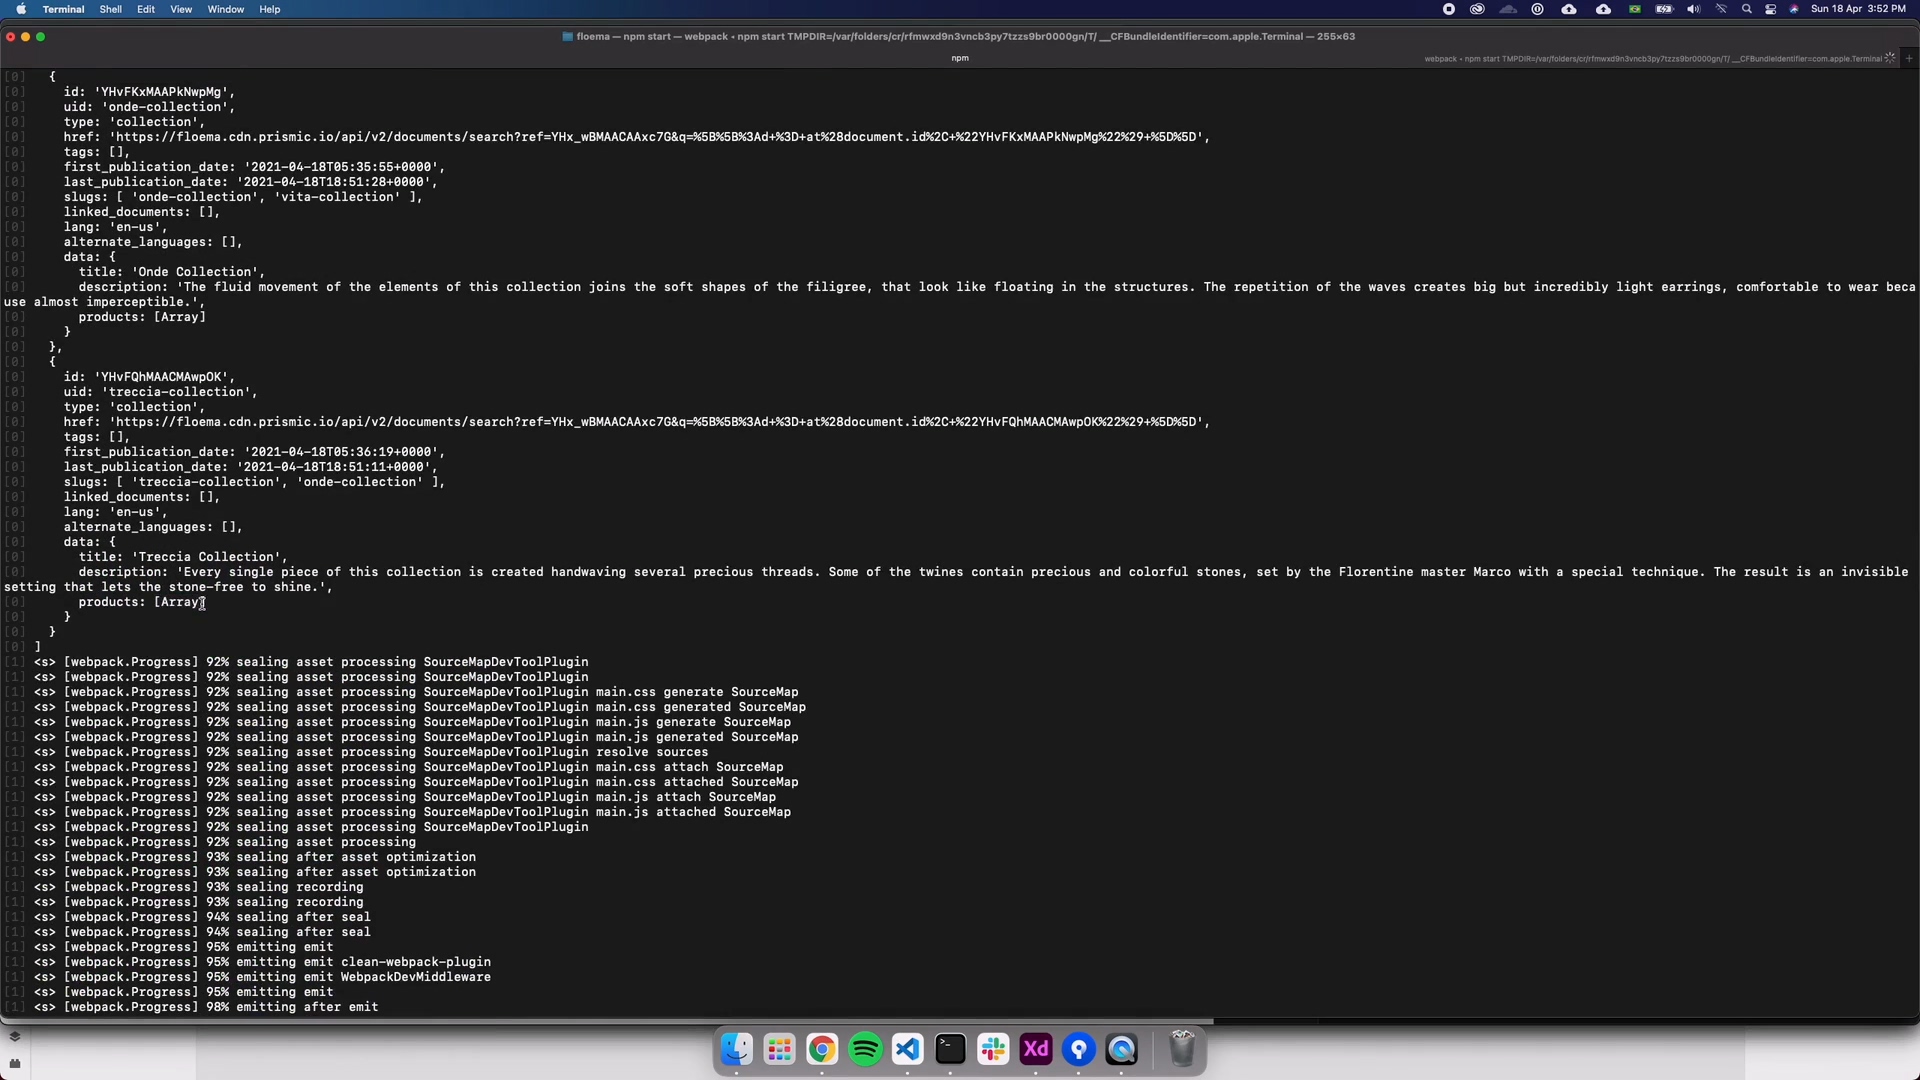 Terminal Shell Edit View Window Help Sun 18 Apr 3:52 PM
floema — npm start — webpack • npm start TMPDIR=/var/folders/cr/rfmwxd9n3vncb3py7tzzs9br0000gn/T/ __CFBundleIdentifier=com.apple.Terminal — 255×63
npm webpack • npm start TMPDIR=/var/folders/cr/rfmwxd9n3vncb3py7tzzs9br0000gn/T/ __CFBundleIdentifier=com.apple.Terminal
[0] {
[0] id: 'YHvFKxMAAPkNwpMg',
[0] uid: 'onde-collection',
[0] type: 'collection',
[0] href: 'https://floema.cdn.prismic.io/api/v2/documents/search?ref=YHx_wBMAACAAxc7G&q=%5B%5B%3Ad+%3D+at%28document.id%2C+%22YHvFKxMAAPkNwpMg%22%29+%5D%5D',
[0] tags: [],
[0] first_publication_date: '2021-04-18T05:35:55+0000',
[0] last_publication_date: '2021-04-18T18:51:28+0000',
[0] slugs: [ 'onde-collection', 'vita-collection' ],
[0] linked_documents: [],
[0] lang: 'en-us',
[0] alternate_languages: [],
[0] data: {
[0] title: 'Onde Collection',
[0] description: 'The fluid movement of the elements of this collection joins the soft shapes of the filigree, that look like floating in the structures. The repetition of the waves creates big but incredibly light earrings, comfortable to wear beca
use almost imperceptible.',
[0] products: [Array]
[0] }
[0] },
[0] {
[0] id: 'YHvFQhMAACMAwpOK',
[0] uid: 'treccia-collection',
[0] type: 'collection',
[0] href: 'https://floema.cdn.prismic.io/api/v2/documents/search?ref=YHx_wBMAACAAxc7G&q=%5B%5B%3Ad+%3D+at%28document.id%2C+%22YHvFQhMAACMAwpOK%22%29+%5D%5D',
[0] tags: [],
[0] first_publication_date: '2021-04-18T05:36:19+0000',
[0] last_publication_date: '2021-04-18T18:51:11+0000',
[0] slugs: [ 'treccia-collection', 'onde-collection' ],
[0] linked_documents: [],
[0] lang: 'en-us',
[0] alternate_languages: [],
[0] data: {
[0] title: 'Treccia Collection',
[0] description: 'Every single piece of this collection is created handwaving several precious threads. Some of the twines contain precious and colorful stones, set by the Florentine master Marco with a special technique. The result is an invisible
setting that lets the stone-free to shine.',
[0] products: [Array]
[0] }
[0] }
[0] ]
[1] <s> [webpack.Progress] 92% sealing asset processing SourceMapDevToolPlugin
[1] <s> [webpack.Progress] 92% sealing asset processing SourceMapDevToolPlugin
[1] <s> [webpack.Progress] 92% sealing asset processing SourceMapDevToolPlugin main.css generate SourceMap
[1] <s> [webpack.Progress] 92% sealing asset processing SourceMapDevToolPlugin main.css generated SourceMap
[1] <s> [webpack.Progress] 92% sealing asset processing SourceMapDevToolPlugin main.js generate SourceMap
[1] <s> [webpack.Progress] 92% sealing asset processing SourceMapDevToolPlugin main.js generated SourceMap
[1] <s> [webpack.Progress] 92% sealing asset processing SourceMapDevToolPlugin resolve sources
[1] <s> [webpack.Progress] 92% sealing asset processing SourceMapDevToolPlugin main.css attach SourceMap
[1] <s> [webpack.Progress] 92% sealing asset processing SourceMapDevToolPlugin main.css attached SourceMap
[1] <s> [webpack.Progress] 92% sealing asset processing SourceMapDevToolPlugin main.js attach SourceMap
[1] <s> [webpack.Progress] 92% sealing asset processing SourceMapDevToolPlugin main.js attached SourceMap
[1] <s> [webpack.Progress] 92% sealing asset processing SourceMapDevToolPlugin
[1] <s> [webpack.Progress] 92% sealing asset processing
[1] <s> [webpack.Progress] 93% sealing after asset optimization
[1] <s> [webpack.Progress] 93% sealing after asset optimization
[1] <s> [webpack.Progress] 93% sealing recording
[1] <s> [webpack.Progress] 93% sealing recording
[1] <s> [webpack.Progress] 94% sealing after seal
[1] <s> [webpack.Progress] 94% sealing after seal
[1] <s> [webpack.Progress] 95% emitting emit
[1] <s> [webpack.Progress] 95% emitting emit clean-webpack-plugin
[1] <s> [webpack.Progress] 95% emitting emit WebpackDevMiddleware
[1] <s> [webpack.Progress] 95% emitting emit
[1] <s> [webpack.Progress] 98% emitting after emit
Xd